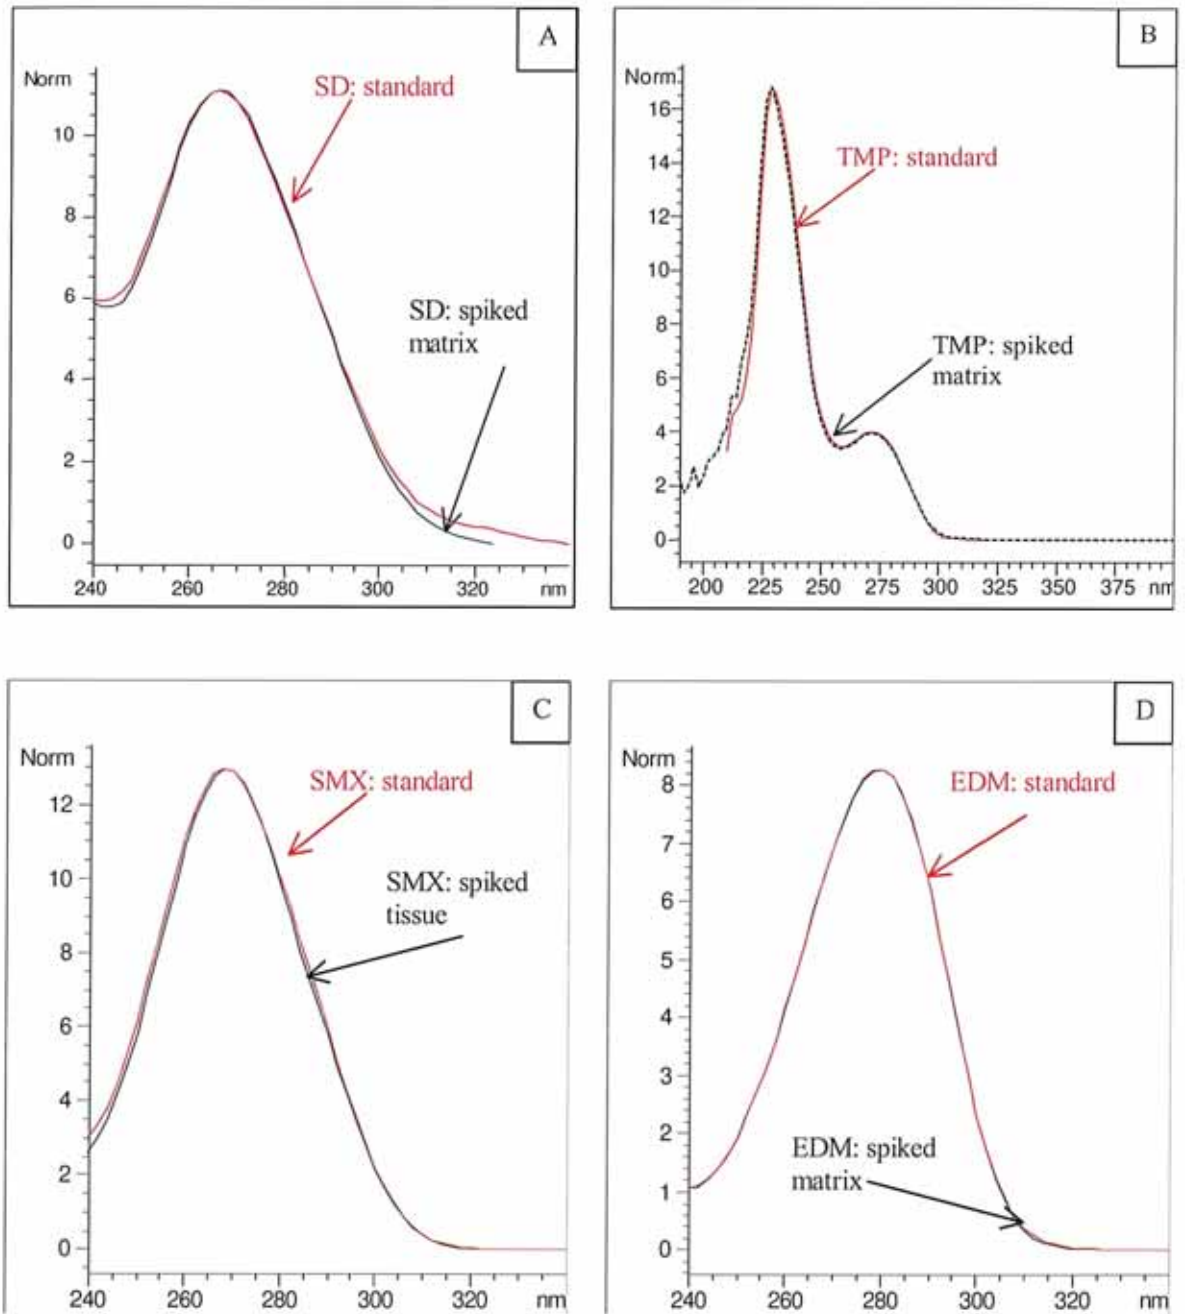 A
Norm
SD: standard
10
8
SD: spiked
matrix
6
4
2
0
240 260 280 300 320 nm
B
Norm
16
TMP: standard
14
12
10
8
TMP: spiked
matrix
6
4
2
0
200 225 250 275 300 325 350 375 nm
C
Norm
SMX: standard
12
SMX: spiked
tissue
10
8
6
4
2
0
240 260 280 300 320 nm
D
Norm
EDM: standard
8
7
6
5
4
3
2
EDM: spiked
matrix
1
0
240 260 280 300 320 nm